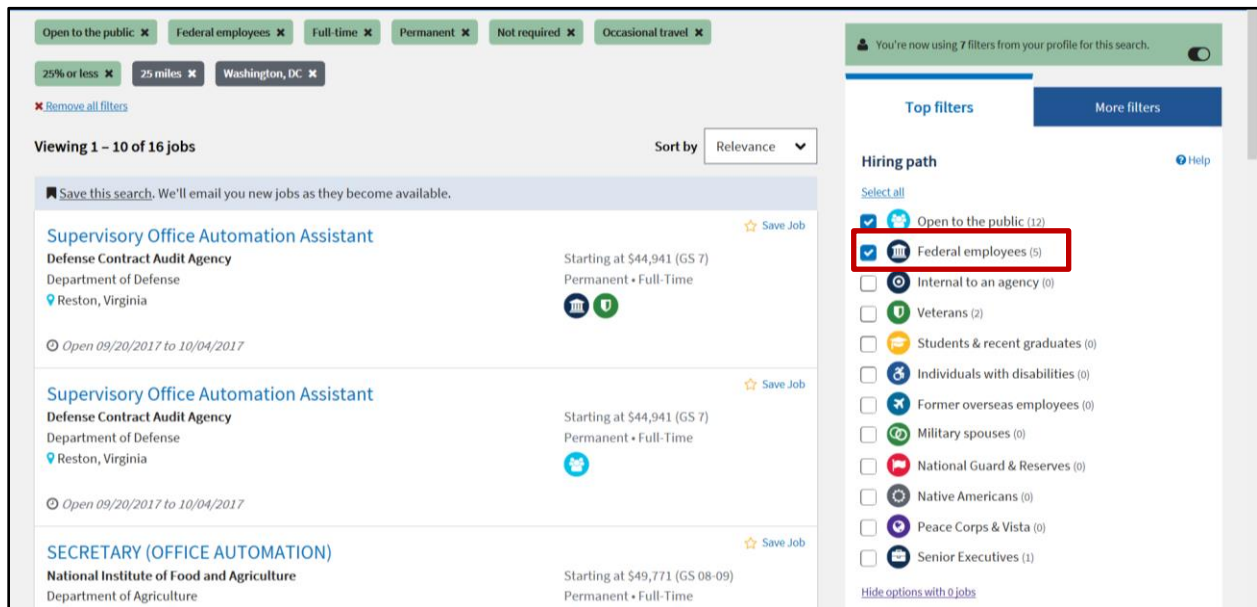 Open to the public ✖ Federal employees ✖ Full-time ✖ Permanent ✖ Not required ✖ Occasional travel ✖
25% or less ✖ 25 miles ✖ Washington, DC ✖
✖ Remove all filters
Viewing 1 – 10 of 16 jobs
Sort by Relevance
Save this search. We'll email you new jobs as they become available.
Supervisory Office Automation Assistant
Save Job
Defense Contract Audit Agency
Starting at $44,941 (GS 7)
Department of Defense
Permanent • Full-Time
Reston, Virginia
Open 09/20/2017 to 10/04/2017
Supervisory Office Automation Assistant
Save Job
Defense Contract Audit Agency
Starting at $44,941 (GS 7)
Department of Defense
Permanent • Full-Time
Reston, Virginia
Open 09/20/2017 to 10/04/2017
SECRETARY (OFFICE AUTOMATION)
Save Job
National Institute of Food and Agriculture
Starting at $49,771 (GS 08-09)
Department of Agriculture
Permanent • Full-Time
You're now using 7 filters from your profile for this search.
Top filters
More filters
Hiring path
Help
Select all
Open to the public (12)
Federal employees (5)
Internal to an agency (0)
Veterans (2)
Students & recent graduates (0)
Individuals with disabilities (0)
Former overseas employees (0)
Military spouses (0)
National Guard & Reserves (0)
Native Americans (0)
Peace Corps & Vista (0)
Senior Executives (1)
Hide options with 0 jobs